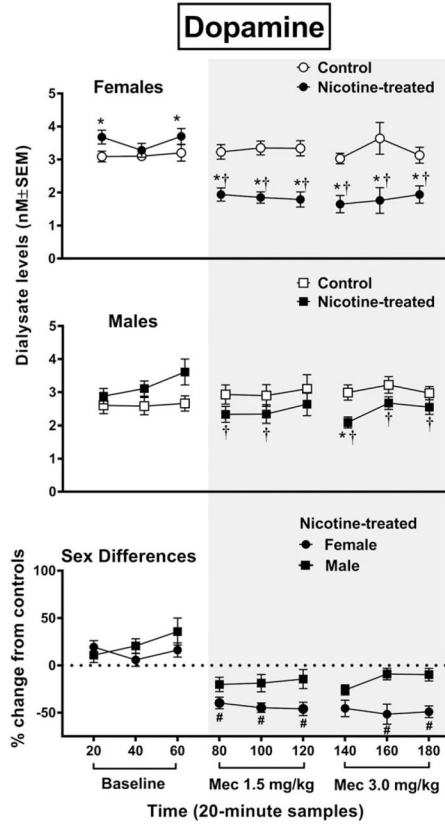 Dopamine
Females
Control
Nicotine-treated
5
4
3
2
1
0
* *
*† *† *† *† *† *†
Dialysate levels (nM±SEM)
Males
Control
Nicotine-treated
5
4
3
2
1
0
† † *† † †
Sex Differences
Nicotine-treated
Female
Male
100
50
0
-50
% change from controls
# # # # #
20 40 60 80 100 120 140 160 180
Baseline Mec 1.5 mg/kg Mec 3.0 mg/kg
Time (20-minute samples)